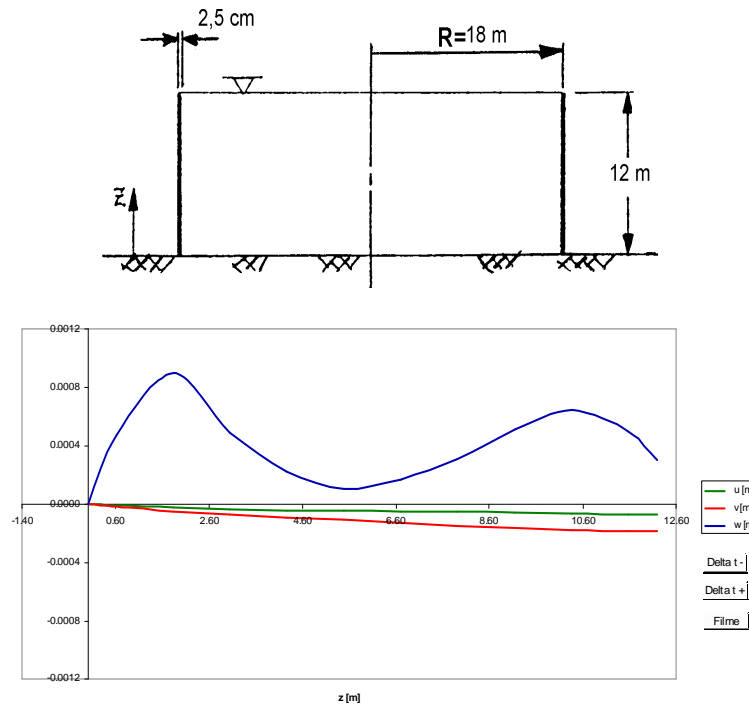 2,5 cm
R=18 m
12 m
z
0.0012
0.0008
0.0004
0.0000
-1.40 0.60 2.60 4.60 6.60 8.60 10.60 12.60
-0.0004
-0.0008
-0.0012
z [m]
u [m
v[m
w [m
Delta t -
Delta t +
Filme